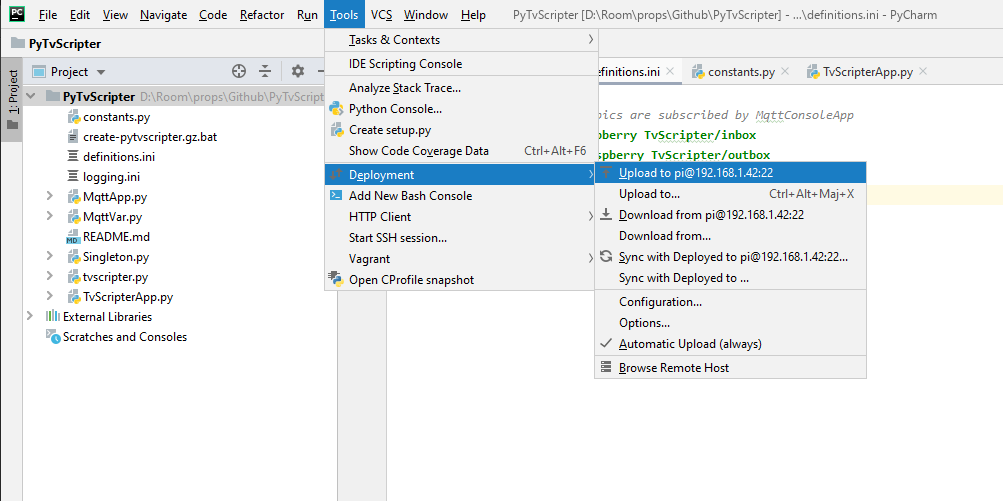 PC File Edit View Navigate Code Refactor Run Tools VCS Window Help PyTvScripter [D:\Room\props\Github\PyTvScripter] - ...\definitions.ini - PyCharm
PyTvScripter
1: Project
Project
PyTvScripter D:\Room\props\Github\PyTvScript
constants.py
create-pytvscripter.gz.bat
definitions.ini
logging.ini
MqttApp.py
MqttVar.py
MD README.md
Singleton.py
tvscripter.py
TvScripterApp.py
External Libraries
Scratches and Consoles
Tasks & Contexts
IDE Scripting Console
Analyze Stack Trace...
Python Console...
Create setup.py
Show Code Coverage Data Ctrl+Alt+F6
Deployment
Add New Bash Console
HTTP Client
Start SSH session...
Vagrant
Open CProfile snapshot
efinitions.ini constants.py TvScripterApp.py
pics are subscribed by MqttConsoleApp
spberry TvScripter/inbox
spberry TvScripter/outbox
Upload to pi@192.168.1.42:22
Upload to... Ctrl+Alt+Maj+X
Download from pi@192.168.1.42:22
Download from...
Sync with Deployed to pi@192.168.1.42:22...
Sync with Deployed to ...
Configuration...
Options...
Automatic Upload (always)
Browse Remote Host